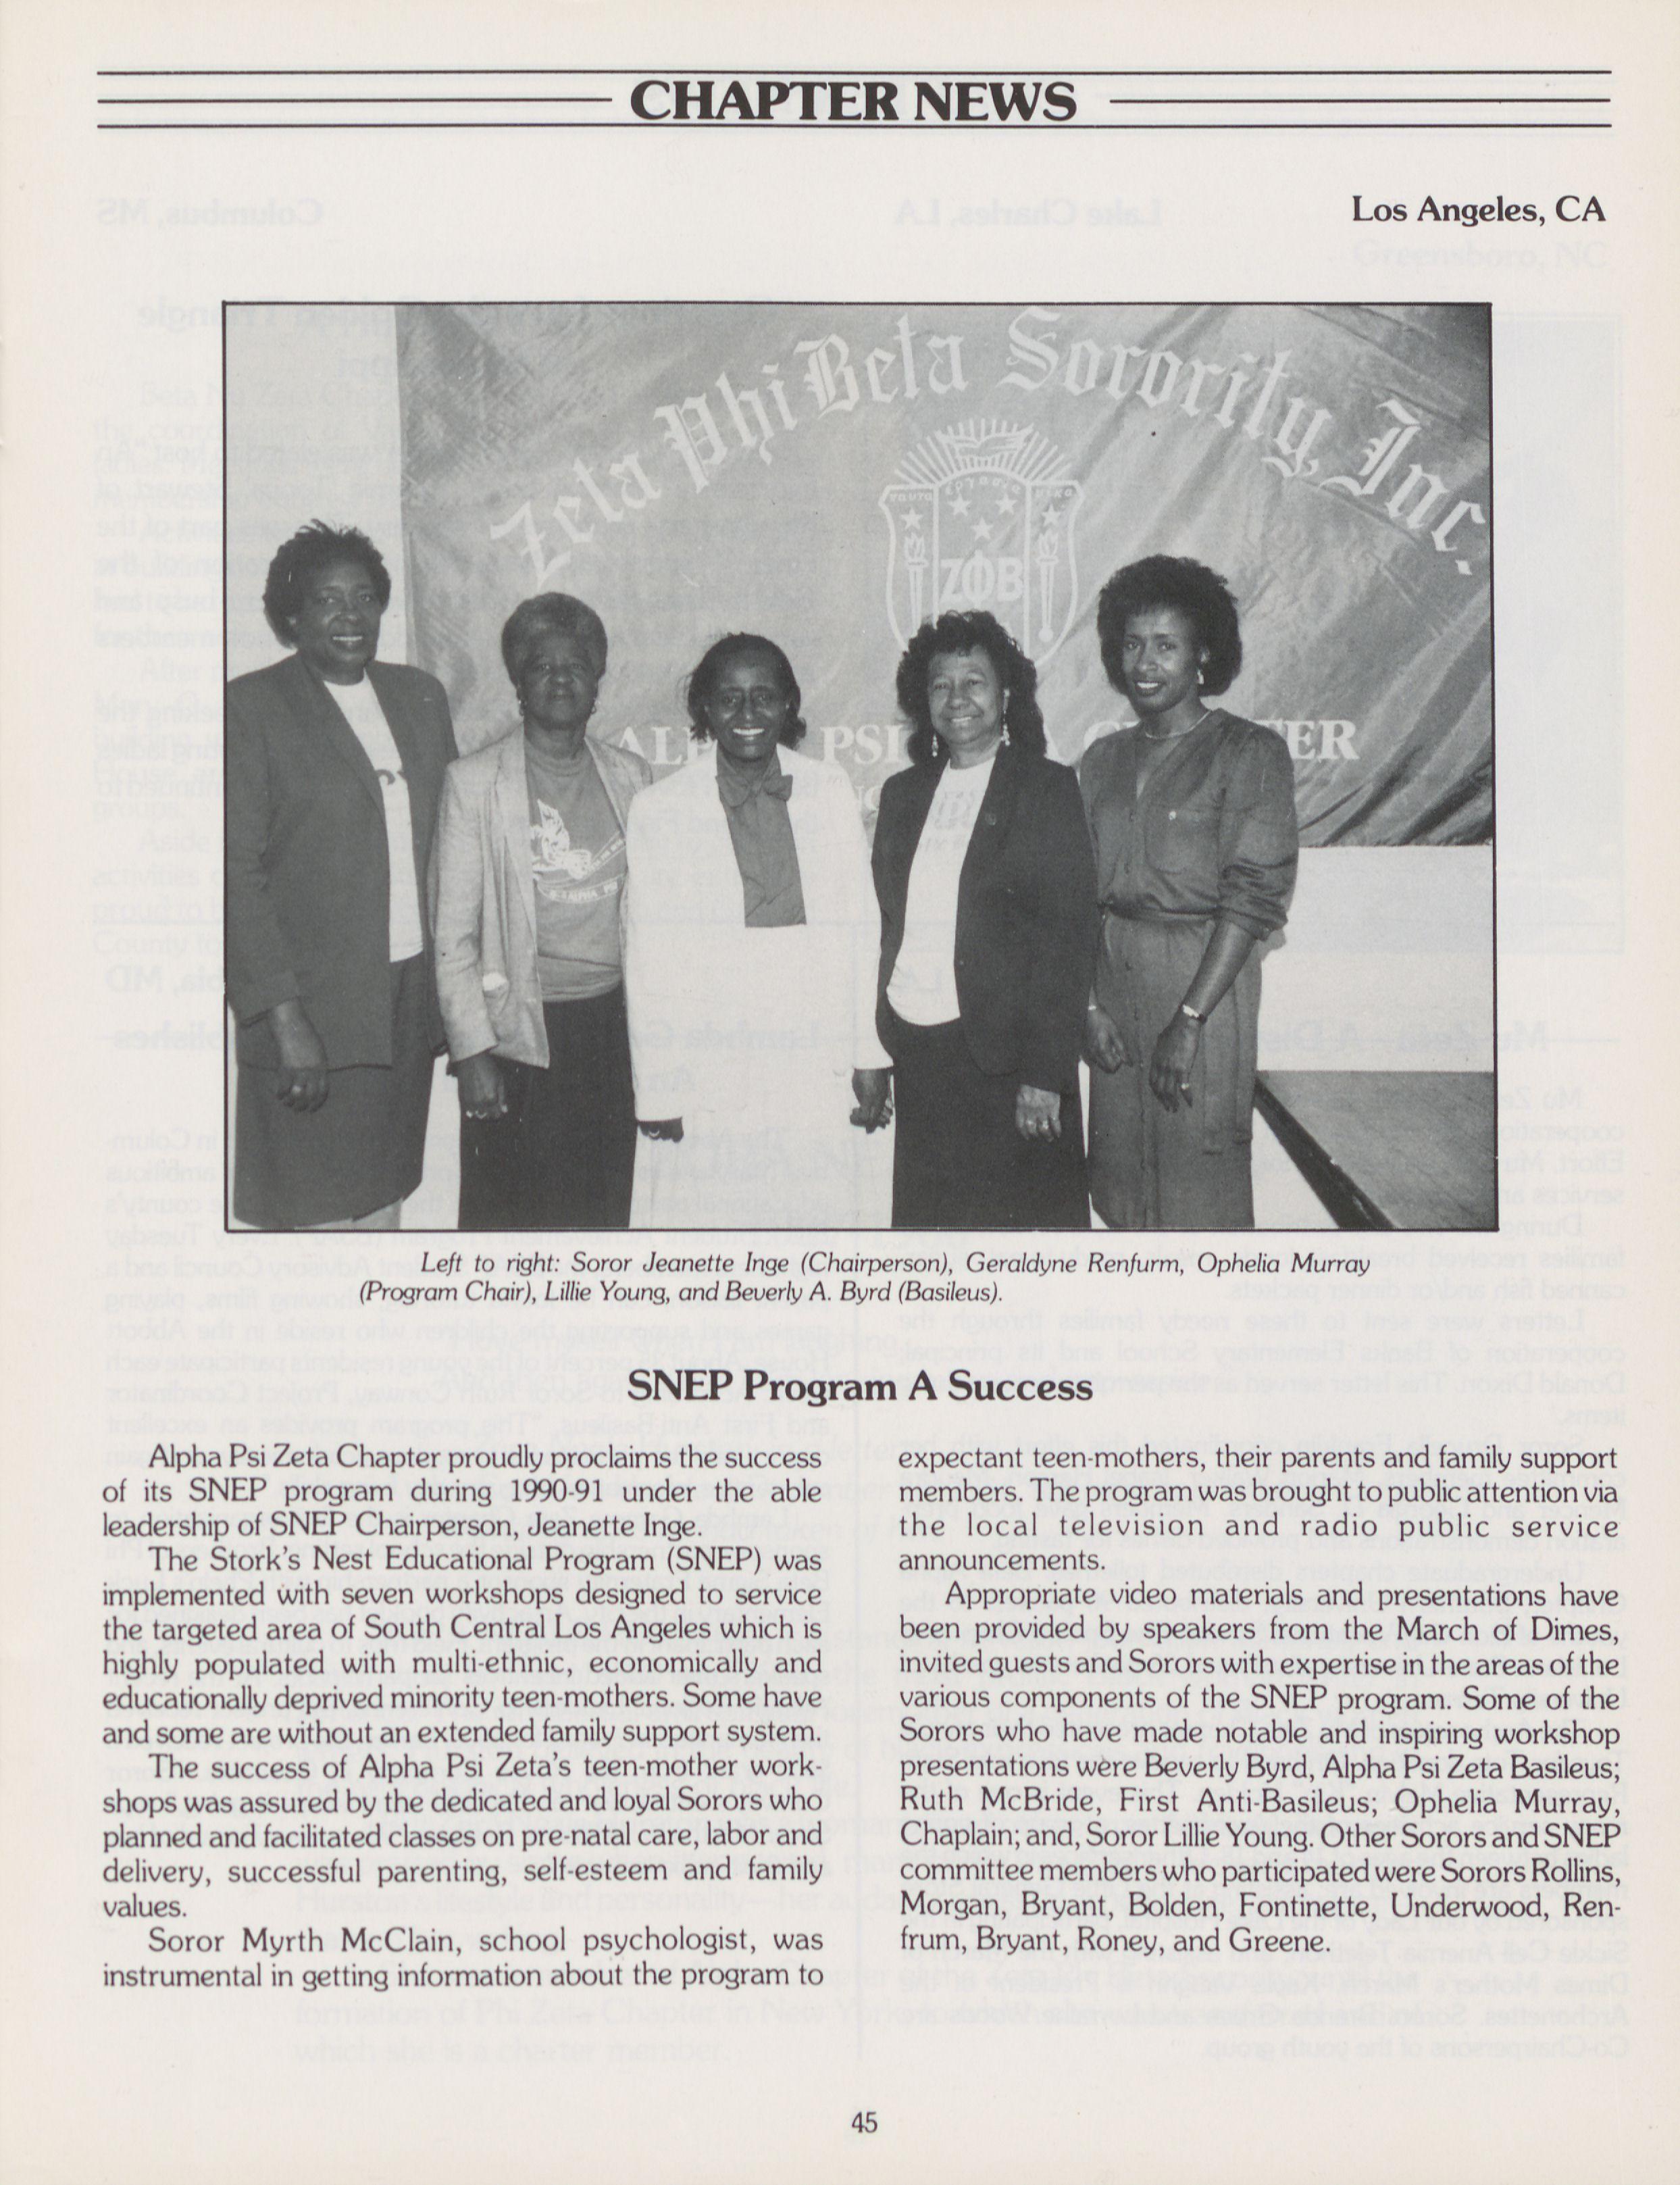 CHAPTER NEWS
Los Angeles, CA
Zeta Phi Beta Sorority, Inc.
ΖΦΒ
PSI
Left to right: Soror Jeanette Inge (Chairperson), Geraldyne Renfurm, Ophelia Murray
(Program Chair), Lillie Young, and Beverly A. Byrd (Basileus).
SNEP Program A Success
Alpha Psi Zeta Chapter proudly proclaims the success
of its SNEP program during 1990-91 under the able
leadership of SNEP Chairperson, Jeanette Inge.
The Stork's Nest Educational Program (SNEP) was
implemented with seven workshops designed to service
the targeted area of South Central Los Angeles which is
highly populated with multi-ethnic, economically and
educationally deprived minority teen-mothers. Some have
and some are without an extended family support system.
The success of Alpha Psi Zeta's teen-mother work-
shops was assured by the dedicated and loyal Sorors who
planned and facilitated classes on pre-natal care, labor and
delivery, successful parenting, self-esteem and family
values.
Soror Myrth McClain, school psychologist, was
instrumental in getting information about the program to
expectant teen-mothers, their parents and family support
members. The program was brought to public attention via
the local television and radio public service
announcements.
Appropriate video materials and presentations have
been provided by speakers from the March of Dimes,
invited guests and Sorors with expertise in the areas of the
various components of the SNEP program. Some of the
Sorors who have made notable and inspiring workshop
presentations were Beverly Byrd, Alpha Psi Zeta Basileus;
Ruth McBride, First Anti-Basileus; Ophelia Murray,
Chaplain; and, Soror Lillie Young. Other Sorors and SNEP
committee members who participated were Sorors Rollins,
Morgan, Bryant, Bolden, Fontinette, Underwood, Ren-
frum, Bryant, Roney, and Greene.
45